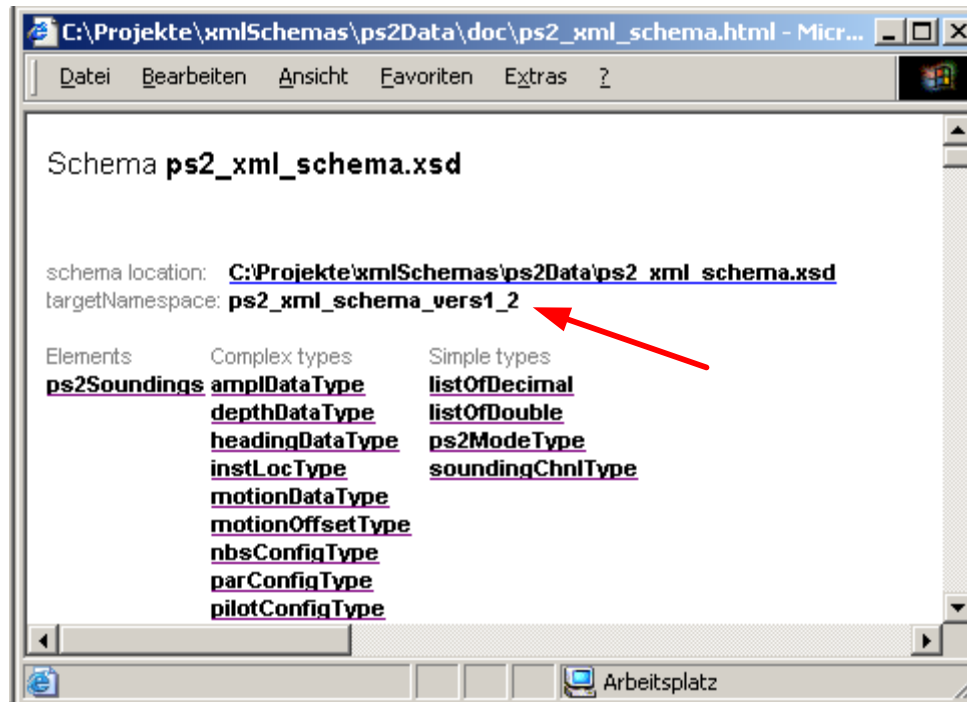 C:\Projekte\xmlSchemas\ps2Data\doc\ps2_xml_schema.html - Micr...
Datei Bearbeiten Ansicht Favoriten Extras ?
Schema ps2_xml_schema.xsd
schema location: C:\Projekte\xmlSchemas\ps2Data\ps2_xml_schema.xsd
targetNamespace: ps2_xml_schema_vers1_2
Elements Complex types Simple types
ps2Soundings amplDataType listOfDecimal
depthDataType listOfDouble
headingDataType ps2ModeType
instLocType soundingChnlType
motionDataType
motionOffsetType
nbsConfigType
parConfigType
pilotConfigType
Arbeitsplatz